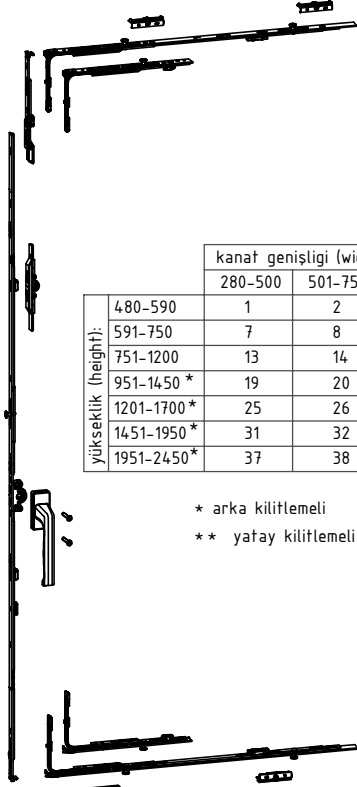 kanat genişligi (wi
280-500 501-75
yükseklik (height):
480-590 1 2
591-750 7 8
751-1200 13 14
951-1450 * 19 20
1201-1700 * 25 26
1451-1950 * 31 32
1951-2450 * 37 38
* arka kilitlemeli
** yatay kilitlemeli